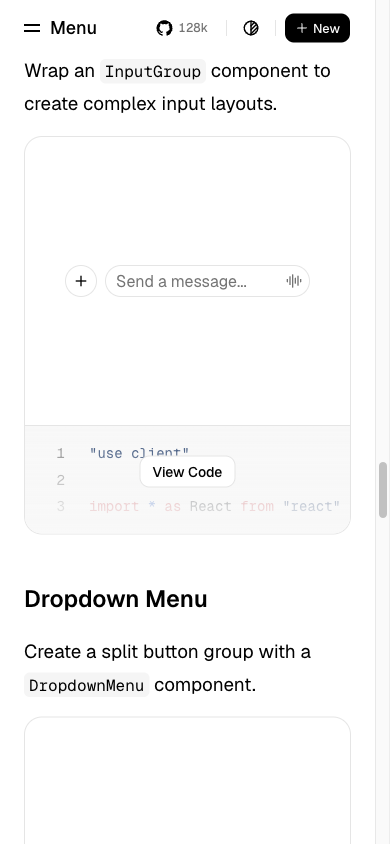 Menu 128k + New
Wrap an InputGroup component to
create complex input layouts.
+ Send a message...
1 "use client"
View Code
2
3 import * as React from "react"
Dropdown Menu
Create a split button group with a
DropdownMenu component.